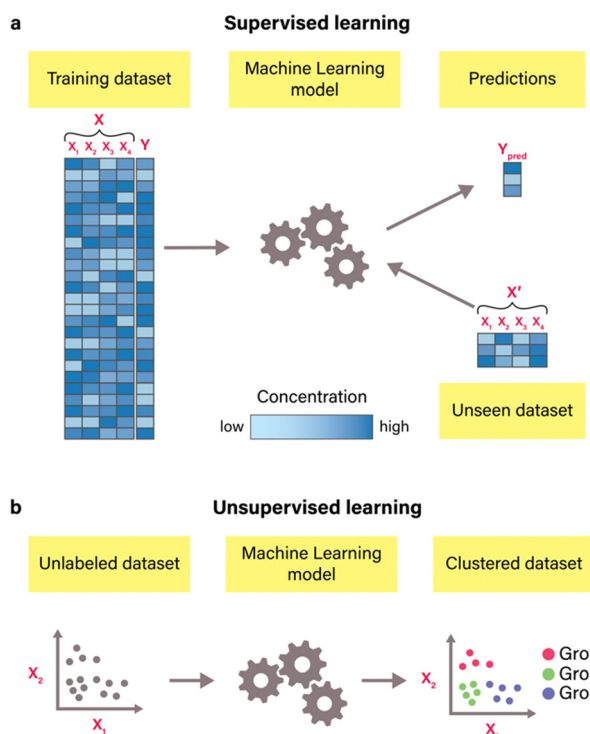 a
Supervised learning
Training dataset
Machine Learning
model
Predictions
X
X₁ X₂ X₃ X₄ Y
Y pred
X′
X₁ X₂ X₃ X₄
Concentration
low
high
Unseen dataset
b
Unsupervised learning
Unlabeled dataset
Machine Learning
model
Clustered dataset
X₂
X₁
X₂
Gro
Gro
Gro